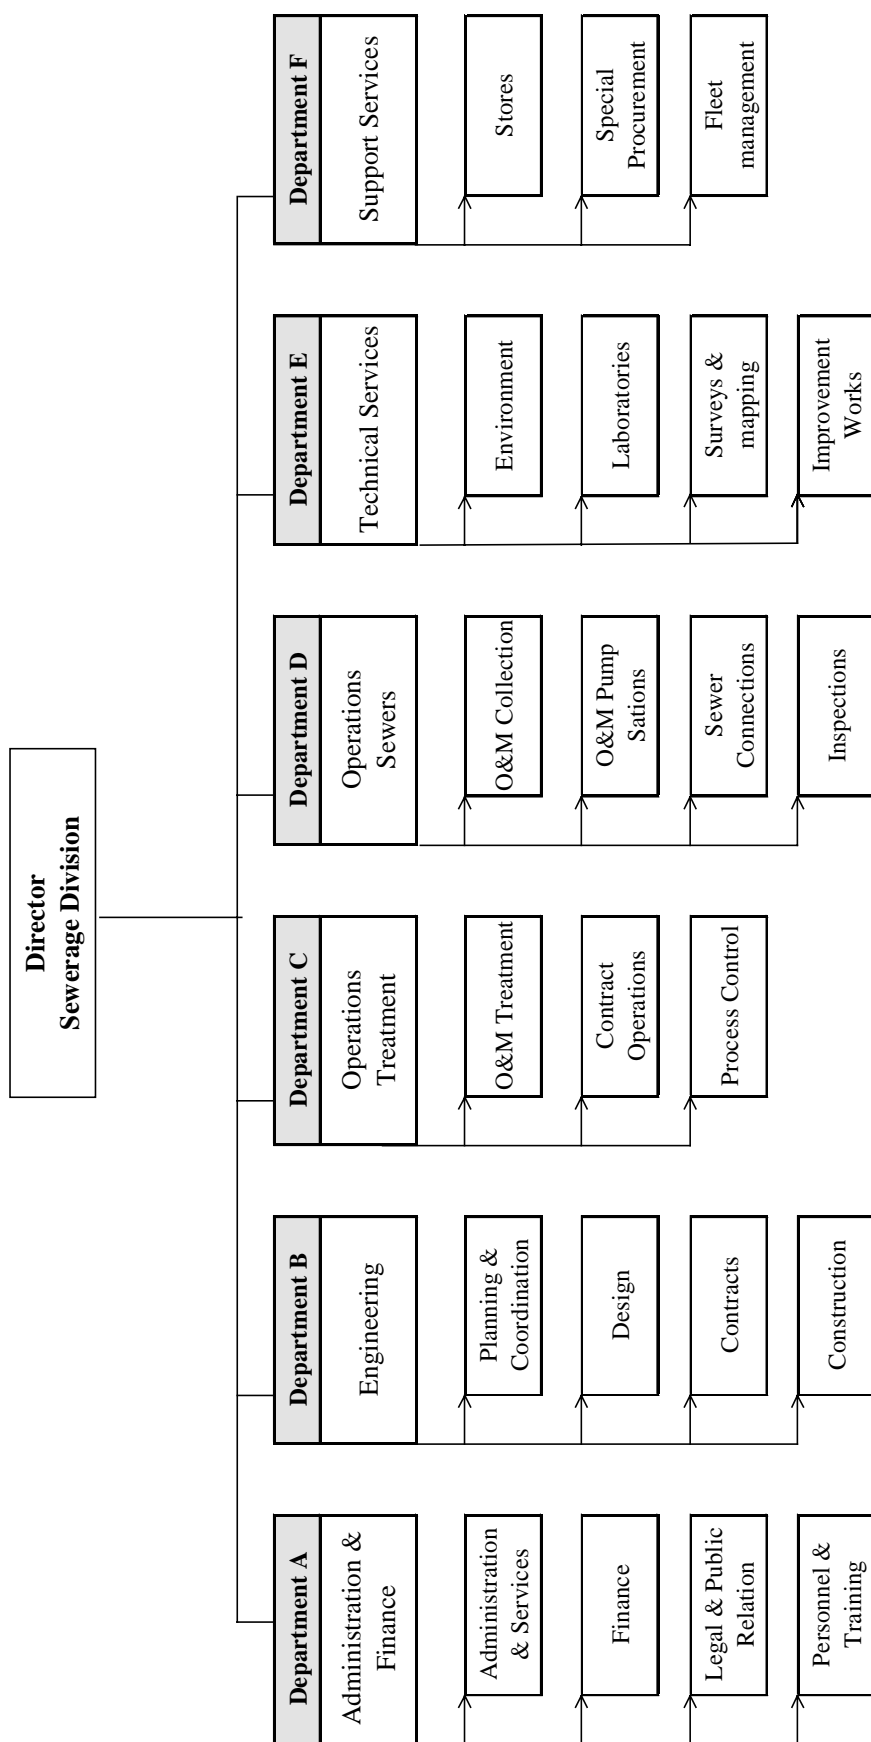 Director
Sewerage Division
Department A
Administration &
Finance
Administration
& Services
Finance
Legal & Public
Relation
Personnel &
Training
Department B
Engineering
Planning &
Coordination
Design
Contracts
Construction
Department C
Operations
Treatment
O&M Treatment
Contract
Operations
Process Control
Department D
Operations
Sewers
O&M Collection
O&M Pump
Sations
Sewer
Connections
Inspections
Department E
Technical Services
Environment
Laboratories
Surveys &
mapping
Improvement
Works
Department F
Support Services
Stores
Special
Procurement
Fleet
management